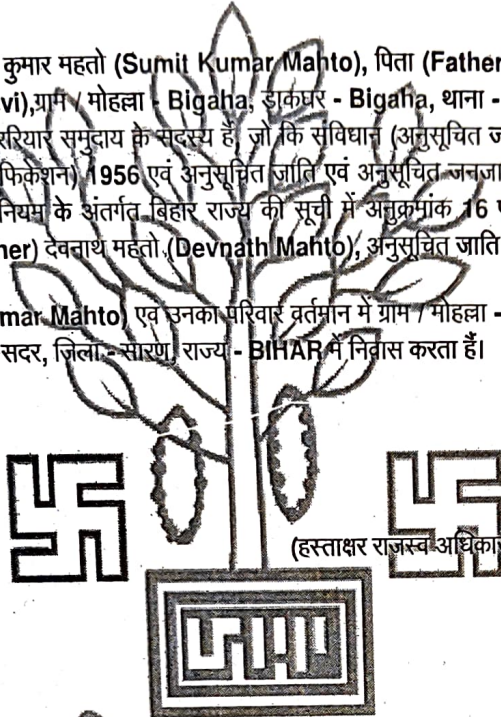 कुमार महतो (Sumit Kumar Mahto), पिता (Father
vi),ग्राम / मोहल्ला - Bigaha, डाकघर - Bigaha, थाना -
ररियार समुदाय के सदस्य हैं, जो कि संविधान (अनुसूचित ज
फिकेशन) 1956 एवं अनुसूचित जाति एवं अनुसूचित जनजा
नियम के अंतर्गत बिहार राज्य की सूची में अनुक्रमांक 16
her) देवनाथ महतो (Devnath Mahto), अनुसूचित जाति
mar Mahto) एवं उनका परिवार वर्तमान में ग्राम / मोहल्ला -
सदर, ज़िला - सारण, राज्य - BIHAR में निवास करता हैं।
(हस्ताक्षर राजस्व अधिकार